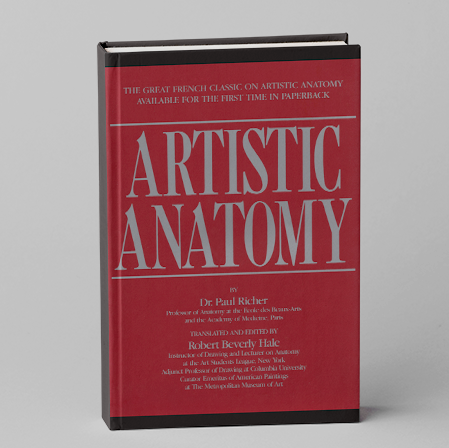 THE GREAT FRENCH CLASSIC ON ARTISTIC ANATOMY
AVAILABLE FOR THE FIRST TIME IN PAPERBACK
ARTISTIC
ANATOMY
BY
Dr. Paul Richer
Professor of Anatomy at the Ecole des Beaux-Arts
and the Academy of Medicine, Paris
TRANSLATED AND EDITED BY
Robert Beverly Hale
Instructor of Drawing and Lecturer on Anatomy
at the Art Students League, New York
Adjunct Professor of Drawing at Columbia University
Curator Emeritus of American Paintings
at The Metropolitan Museum of Art